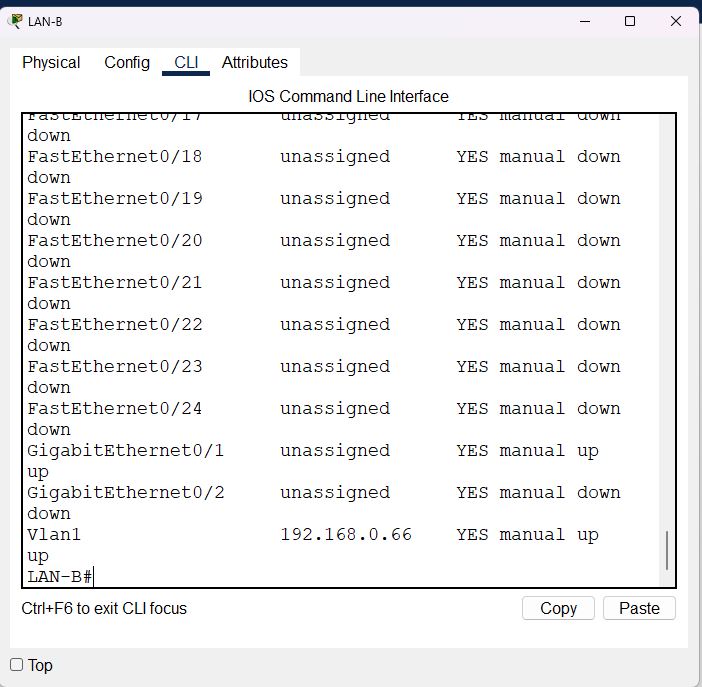 LAN-B
Physical Config CLI Attributes
IOS Command Line Interface
FastEthernet0/17 unassigned YES manual down
down
FastEthernet0/18 unassigned YES manual down
down
FastEthernet0/19 unassigned YES manual down
down
FastEthernet0/20 unassigned YES manual down
down
FastEthernet0/21 unassigned YES manual down
down
FastEthernet0/22 unassigned YES manual down
down
FastEthernet0/23 unassigned YES manual down
down
FastEthernet0/24 unassigned YES manual down
down
GigabitEthernet0/1 unassigned YES manual up
up
GigabitEthernet0/2 unassigned YES manual down
down
Vlan1 192.168.0.66 YES manual up
up
LAN-B#
Ctrl+F6 to exit CLI focus
Copy Paste
Top